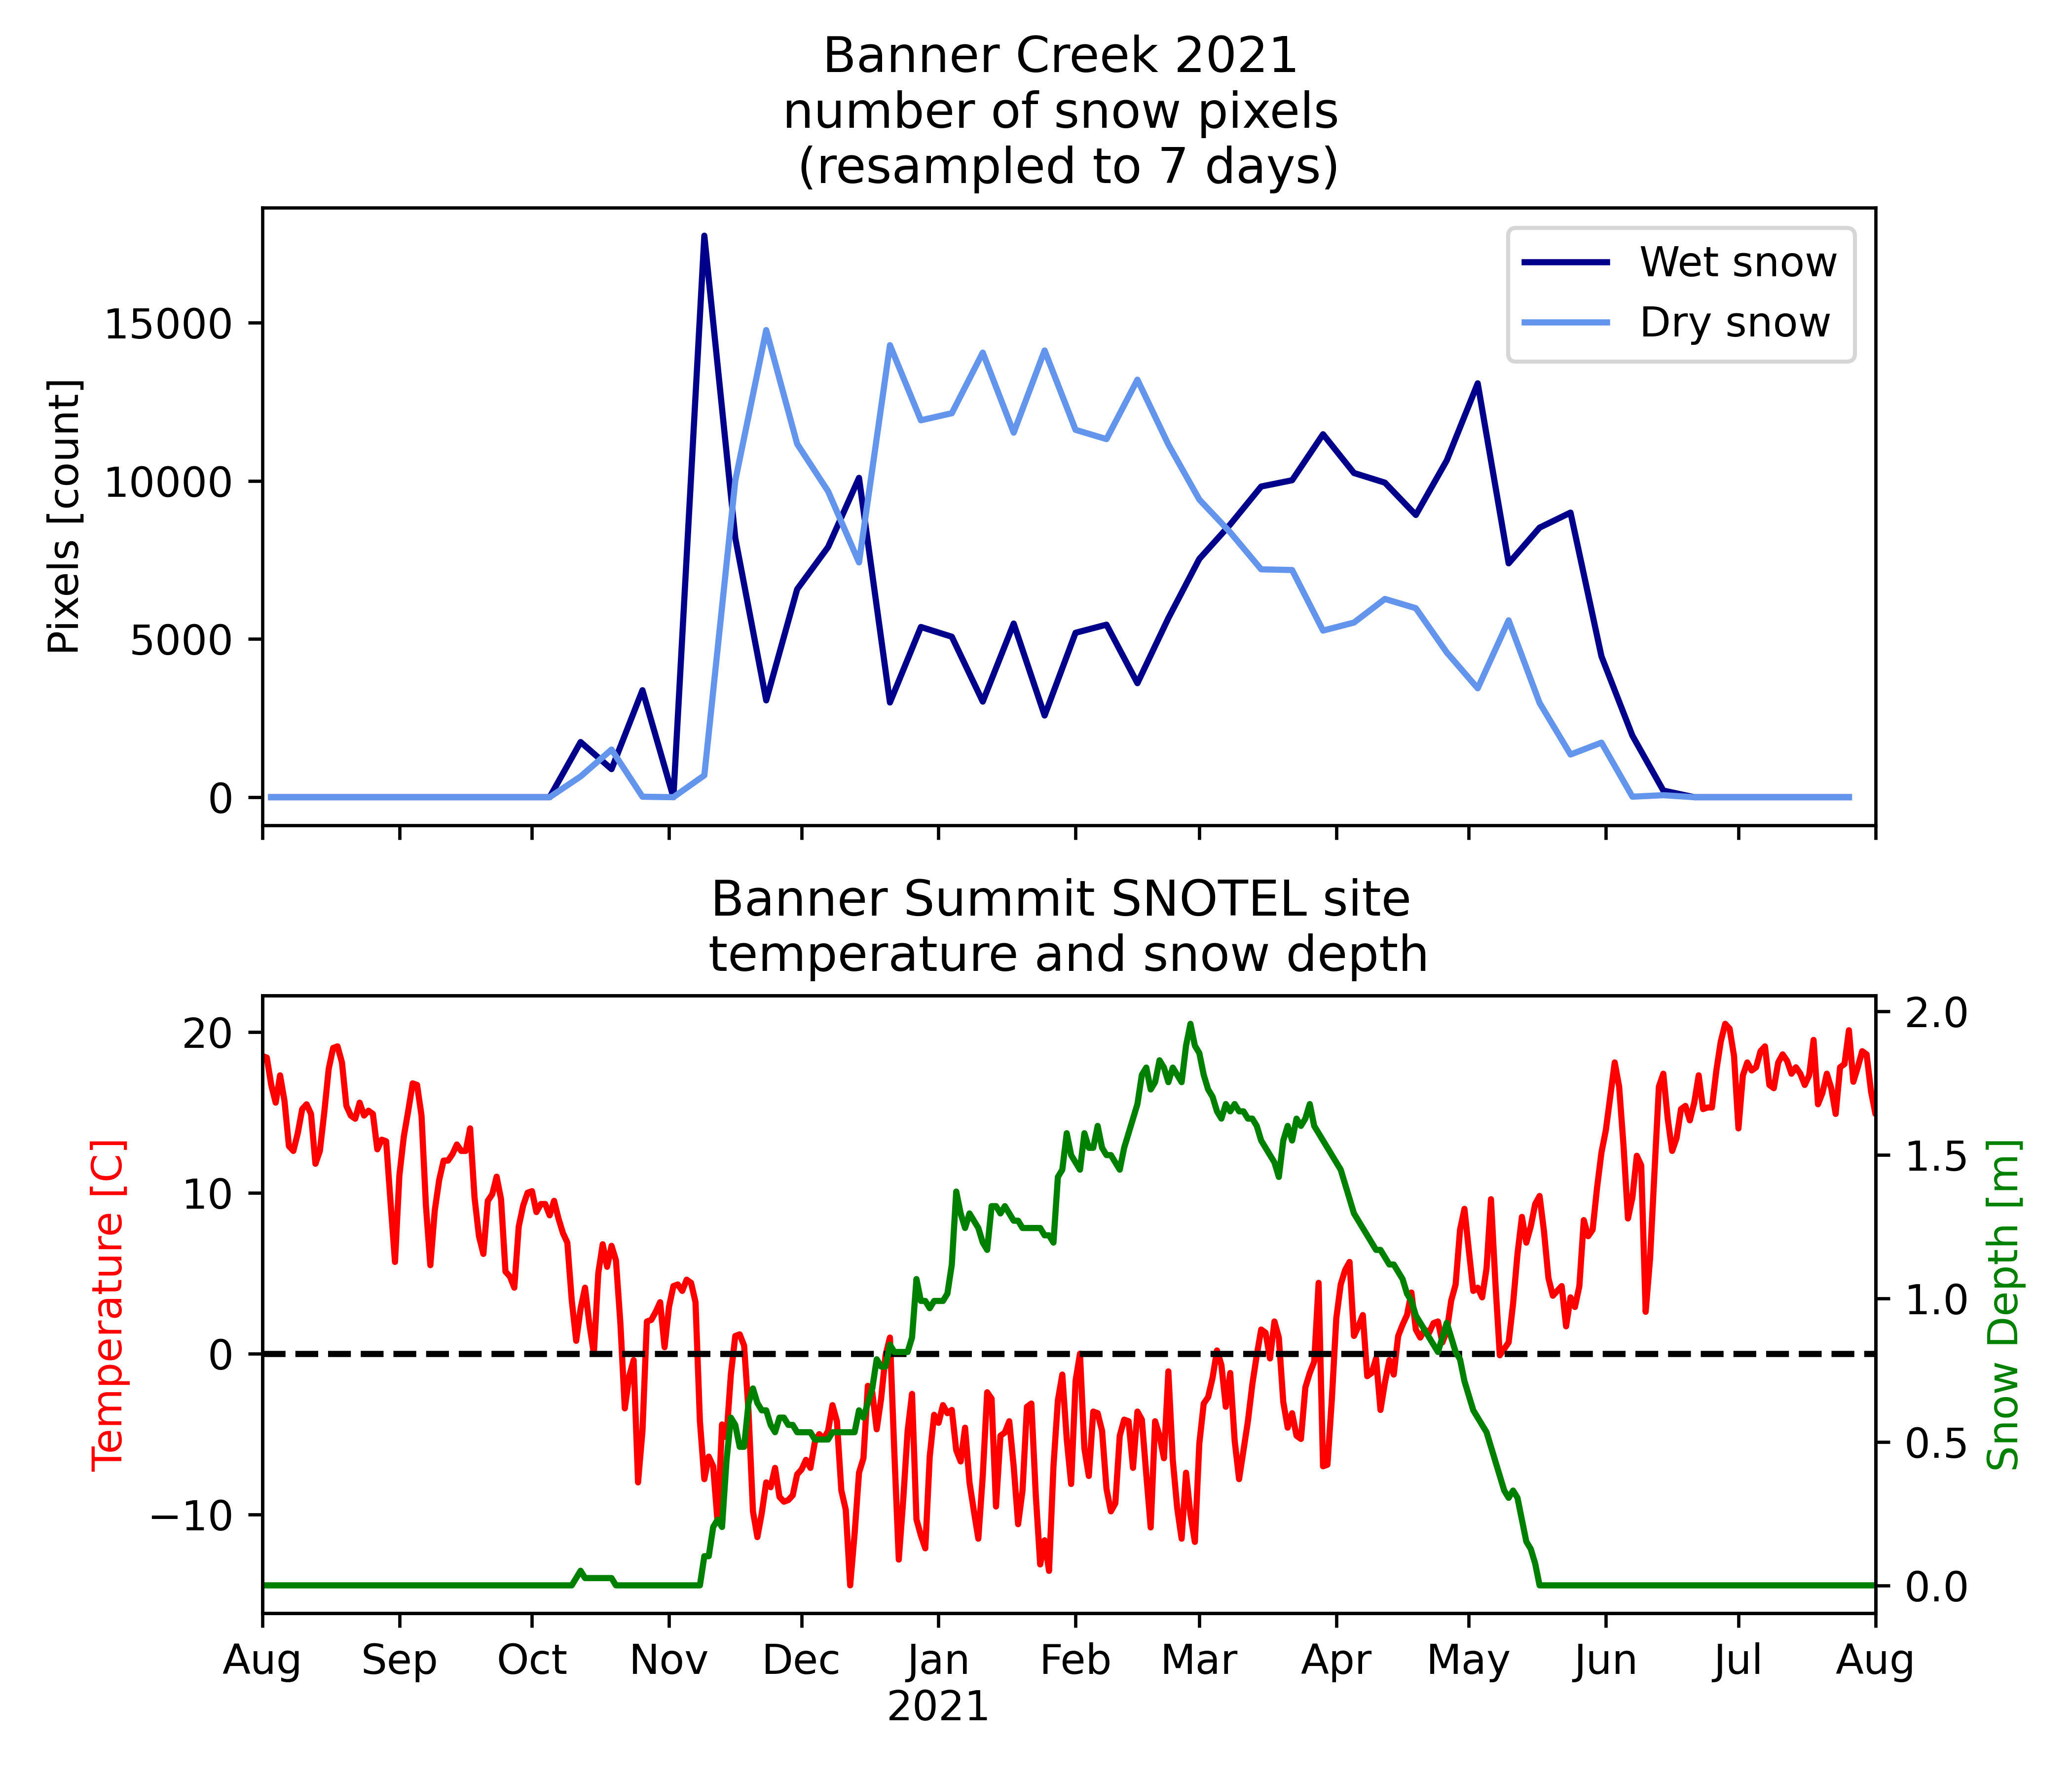 Banner Creek 2021
number of snow pixels
(resampled to 7 days)
Wet snow
Dry snow
Pixels [count]
15000
10000
5000
0
Banner Summit SNOTEL site
temperature and snow depth
Temperature [C]
20
10
0
−10
2.0
1.5
1.0
0.5
0.0
Snow Depth [m]
Aug Sep Oct Nov Dec Jan Feb Mar Apr May Jun Jul Aug
2021